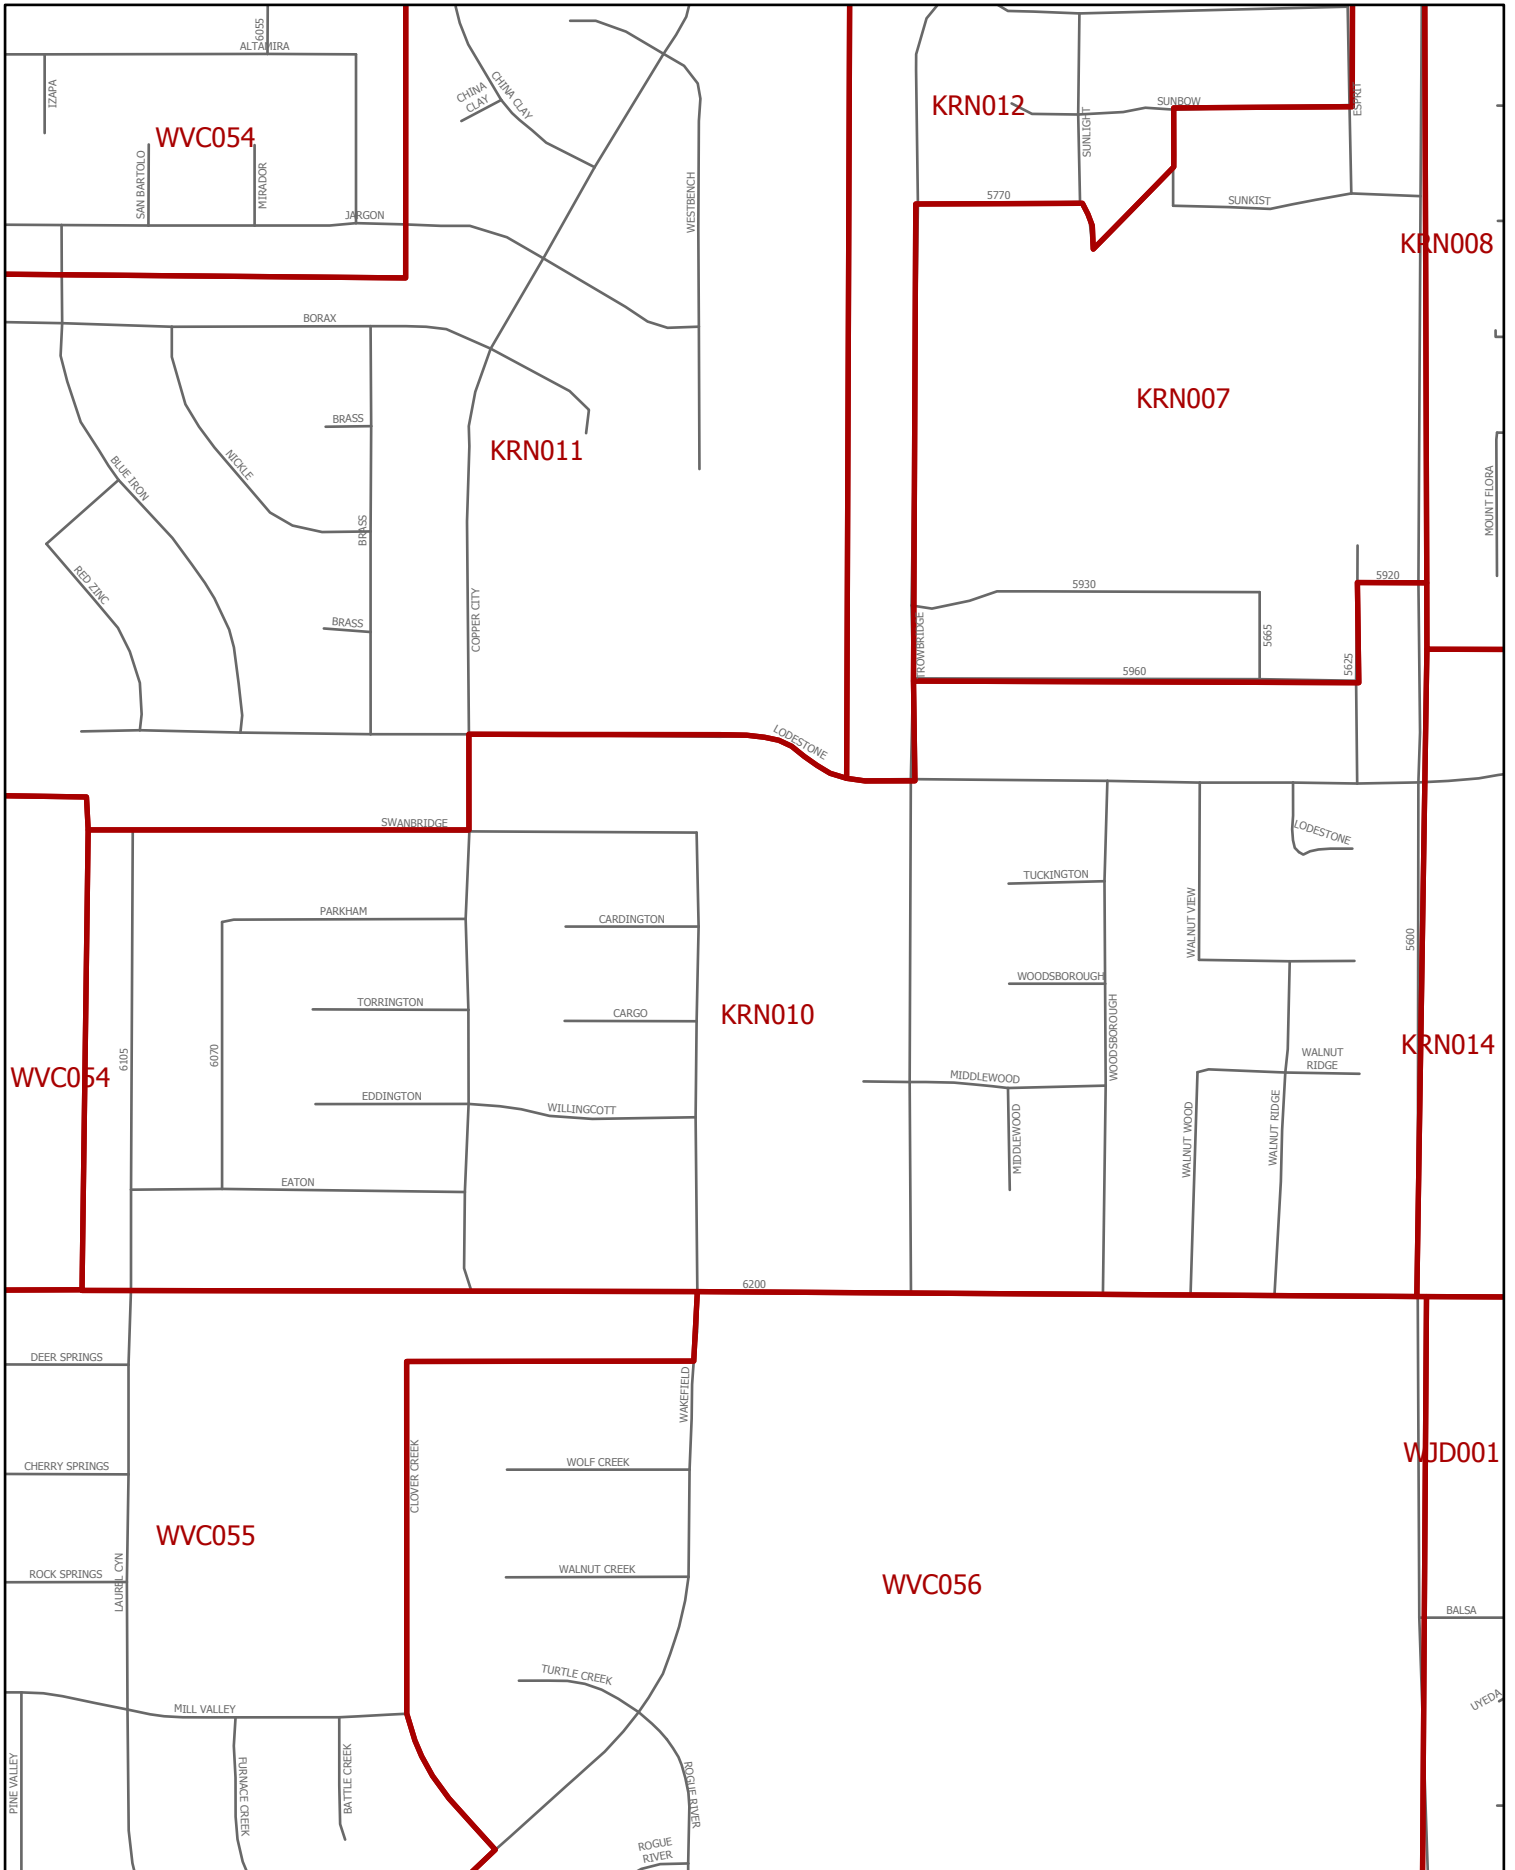 6055
ALTAMIRA
IZAPA
CHINA
CLAY
CHINA CLAY
KRN012
SUNBOW
ESPRIT
WVC054
SUNLIGHT
SAN BARTOLO
MIRADOR
WESTBENCH
5770
SUNKIST
JARGON
KRN008
BORAX
KRN007
BRASS
KRN011
NICKLE
BLUE IRON
MOUNT FLORA
BRASS
RED ZINC
5920
5930
COPPER CITY
BRASS
TROWBRIDGE
5665
5625
5960
LODESTONE
SWANBRIDGE
LODESTONE
TUCKINGTON
PARKHAM
CARDINGTON
WALNUT VIEW
5600
WOODSBOROUGH
TORRINGTON
CARGO
KRN010
WOODSBOROUGH
KRN014
6105
6070
WALNUT
RIDGE
WVC054
MIDDLEWOOD
EDDINGTON
WILLINGCOTT
MIDDLEWOOD
WALNUT WOOD
WALNUT RIDGE
EATON
6200
DEER SPRINGS
WAKEFIELD
CLOVER CREEK
WJD001
CHERRY SPRINGS
WOLF CREEK
WVC055
ROCK SPRINGS
LAUREL CYN
WALNUT CREEK
WVC056
BALSA
TURTLE CREEK
UYEDA
MILL VALLEY
PINE VALLEY
FURNACE CREEK
BATTLE CREEK
ROGUE RIVER
ROGUE
RIVER